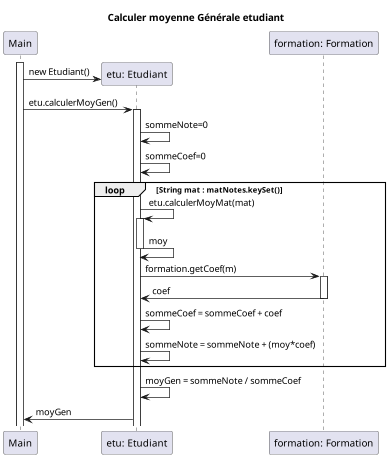 Calculer moyenne Générale etudiant
Main
formation: Formation
new Etudiant()
etu: Etudiant
etu.calculerMoyGen()
sommeNote=0
sommeCoef=0
loop [String mat : matNotes.keySet()]
etu.calculerMoyMat(mat)
moy
formation.getCoef(m)
coef
sommeCoef = sommeCoef + coef
sommeNote = sommeNote + (moy*coef)
moyGen = sommeNote / sommeCoef
moyGen
Main
etu: Etudiant
formation: Formation